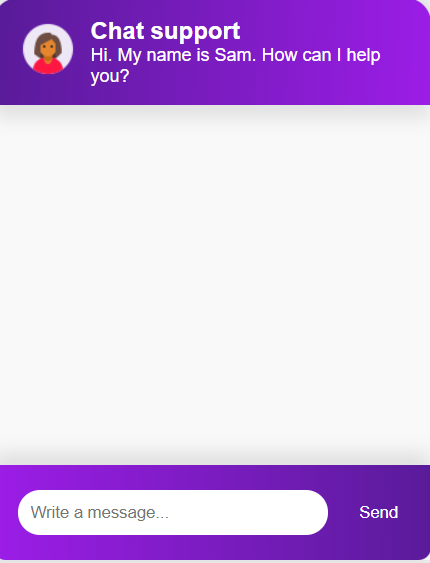 Chat support
Hi. My name is Sam. How can I help
you?
Write a message...
Send